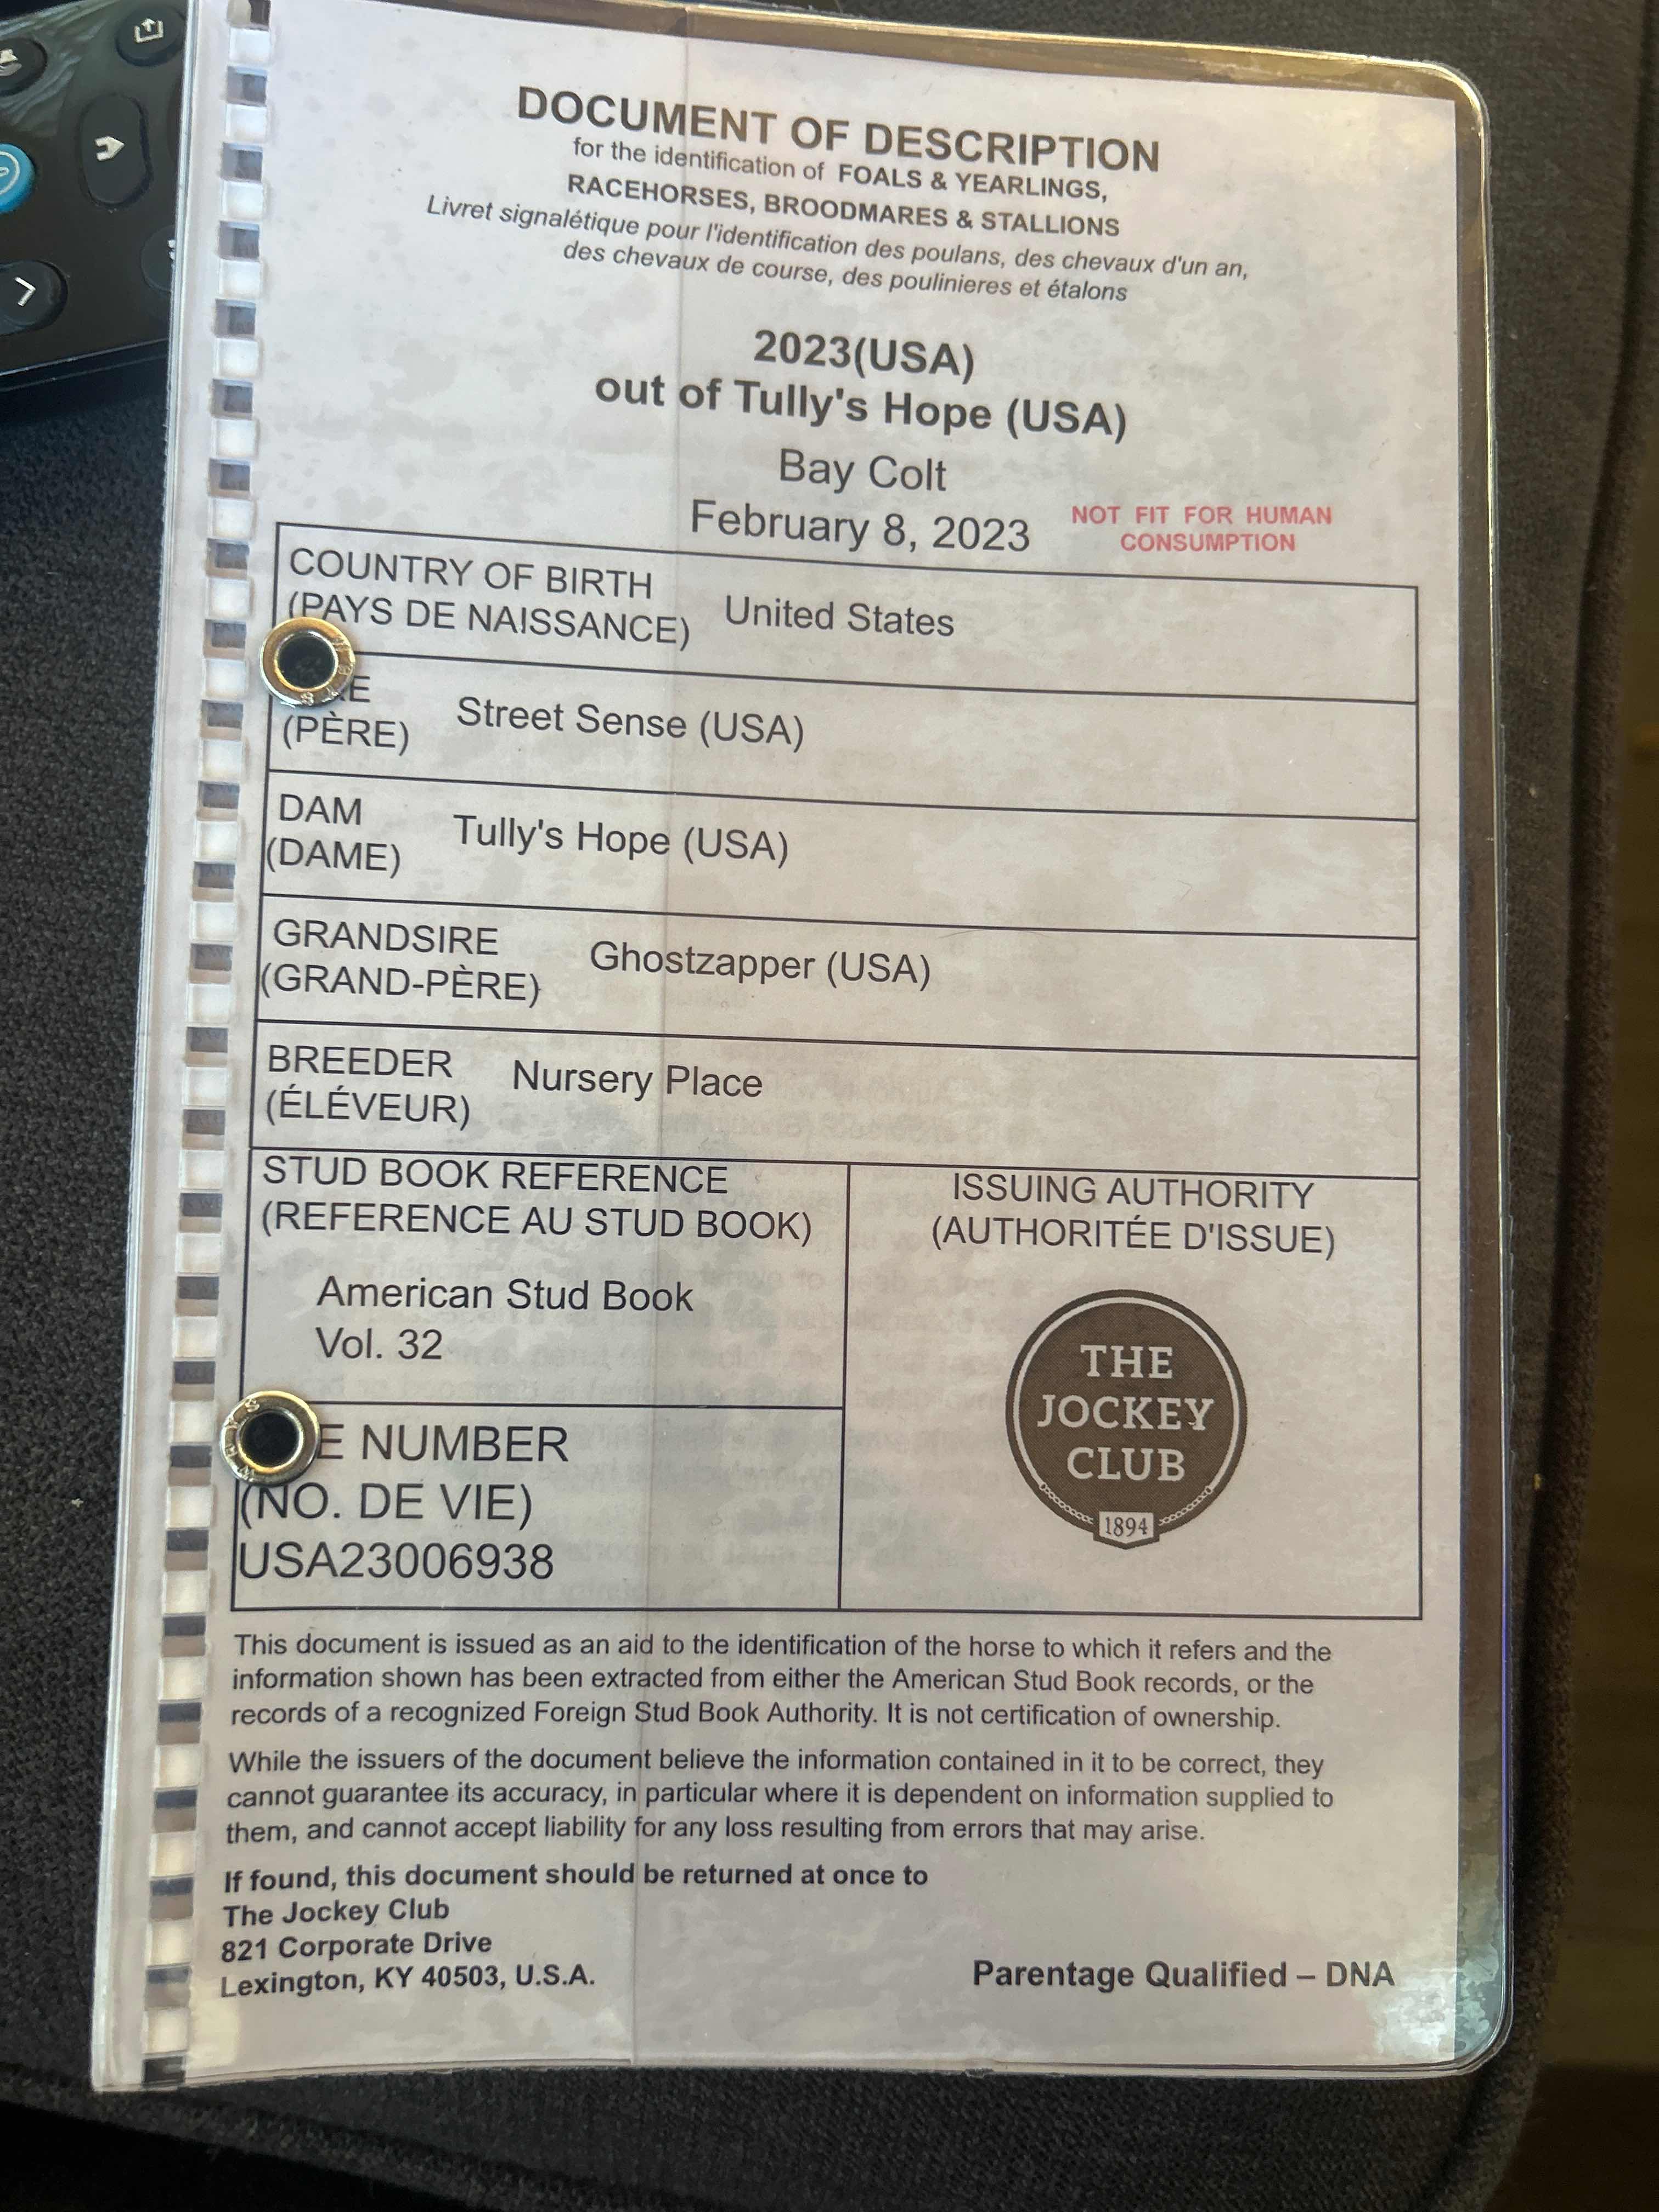 DOCUMENT OF DESCRIPTION
for the identification of FOALS & YEARLINGS,
RACEHORSES, BROODMARES & STALLIONS
Livret signalétique pour l'identification des poulans, des chevaux d'un an,
des chevaux de course, des poulinieres et étalons
2023(USA)
out of Tully's Hope (USA)
Bay Colt
February 8, 2023
NOT FIT FOR HUMAN
CONSUMPTION
COUNTRY OF BIRTH
(PAYS DE NAISSANCE)
United States
(PÈRE)
Street Sense (USA)
DAM
(DAME)
Tully's Hope (USA)
GRANDSIRE
(GRAND-PÈRE)
Ghostzapper (USA)
BREEDER
(ÉLÉVEUR)
Nursery Place
STUD BOOK REFERENCE
(REFERENCE AU STUD BOOK)
American Stud Book
Vol. 32
ISSUING AUTHORITY
(AUTHORITÉE D'ISSUE)
THE
JOCKEY
CLUB
1894
NUMBER
(NO. DE VIE)
USA23006938
This document is issued as an aid to the identification of the horse to which it refers and the
information shown has been extracted from either the American Stud Book records, or the
records of a recognized Foreign Stud Book Authority. It is not certification of ownership.
While the issuers of the document believe the information contained in it to be correct, they
cannot guarantee its accuracy, in particular where it is dependent on information supplied to
them, and cannot accept liability for any loss resulting from errors that may arise.
If found, this document should be returned at once to
The Jockey Club
821 Corporate Drive
Lexington, KY 40503, U.S.A.
Parentage Qualified – DNA